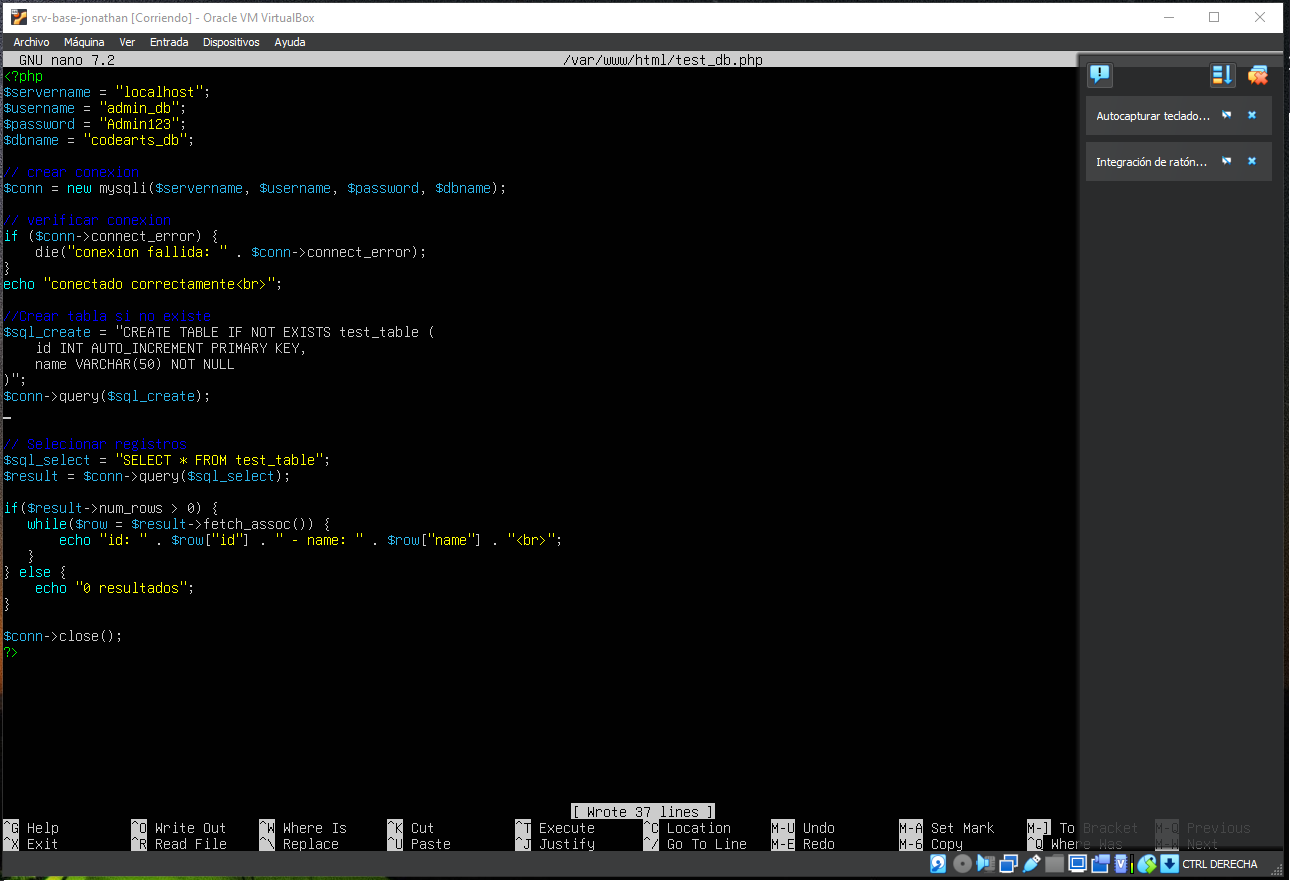 srv-base-jonathan [Corriendo] - Oracle VM VirtualBox
Archivo Máquina Ver Entrada Dispositivos Ayuda
GNU nano 7.2 /var/www/html/test_db.php
<?php
$servername = "localhost";
$username = "admin_db";
$password = "Admin123";
$dbname = "codearts_db";
// crear conexion
$conn = new mysqli($servername, $username, $password, $dbname);
// verificar conexion
if ($conn->connect_error) {
    die("conexion fallida: " . $conn->connect_error);
}
echo "conectado correctamente<br>";
//Crear tabla si no existe
$sql_create = "CREATE TABLE IF NOT EXISTS test_table (
    id INT AUTO_INCREMENT PRIMARY KEY,
    name VARCHAR(50) NOT NULL
)";
$conn->query($sql_create);
// Selecionar registros
$sql_select = "SELECT * FROM test_table";
$result = $conn->query($sql_select);
if($result->num_rows > 0) {
   while($row = $result->fetch_assoc()) {
       echo "id: " . $row["id"] . " - name: " . $row["name"] . "<br>";
   }
} else {
    echo "0 resultados";
}
$conn->close();
?>
Autocapturar teclado...
Integración de ratón...
[ Wrote 37 lines ]
^G Help ^O Write Out ^W Where Is ^K Cut ^T Execute ^C Location M-U Undo M-A Set Mark M-] To Bracket M-Q Previous
^X Exit ^R Read File ^\ Replace ^U Paste ^J Justify ^/ Go To Line M-E Redo M-6 Copy ^Q Where Was M-W Next
CTRL DERECHA